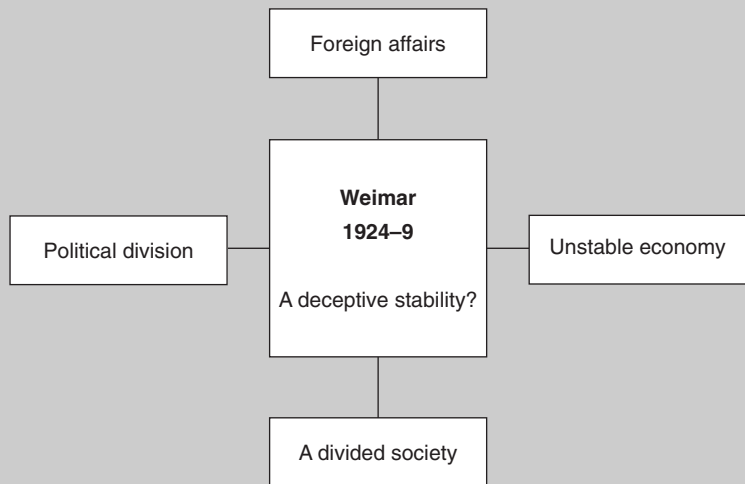 Foreign affairs
Weimar
1924–9
A deceptive stability?
Political division
Unstable economy
A divided society